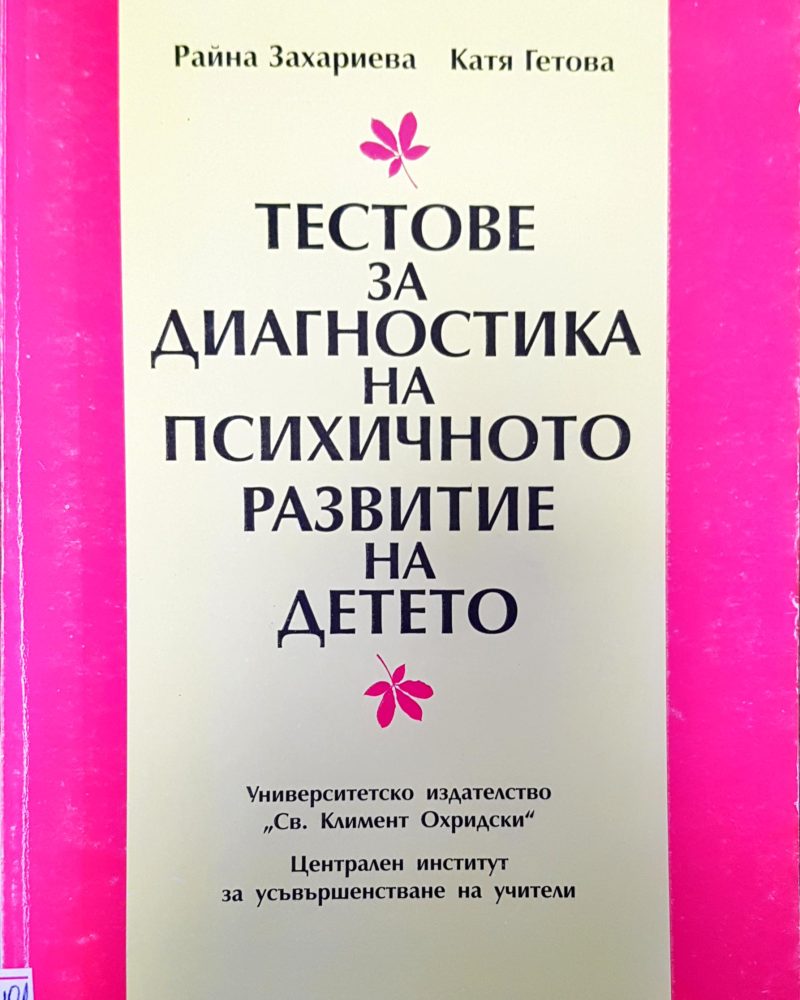 Райна Захариева Катя Гетова
ТЕСТОВЕ
ЗА
ДИАГНОСТИКА
НА
ПСИХИЧНОТО
РАЗВИТИЕ
НА
ДЕТЕТО
Университетско издателство
„Св. Климент Охридски“
Централен институт
за усъвършенстване на учители